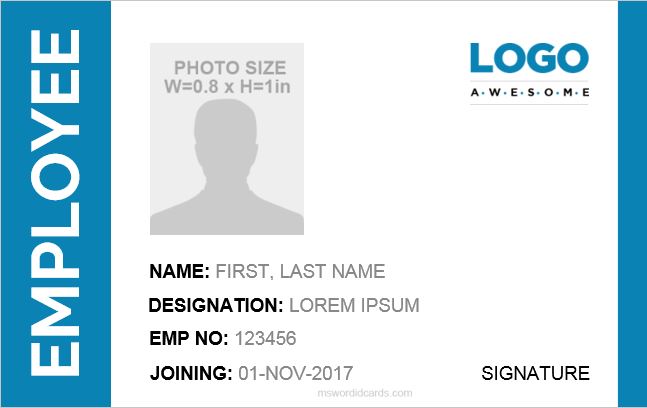 EMPLOYEE
PHOTO SIZE
W=0.8 x H=1in
LOGO
A•W•E•S•O•M•E
NAME: FIRST, LAST NAME
DESIGNATION: LOREM IPSUM
EMP NO: 123456
JOINING: 01-NOV-2017
SIGNATURE
mswordidcards.com